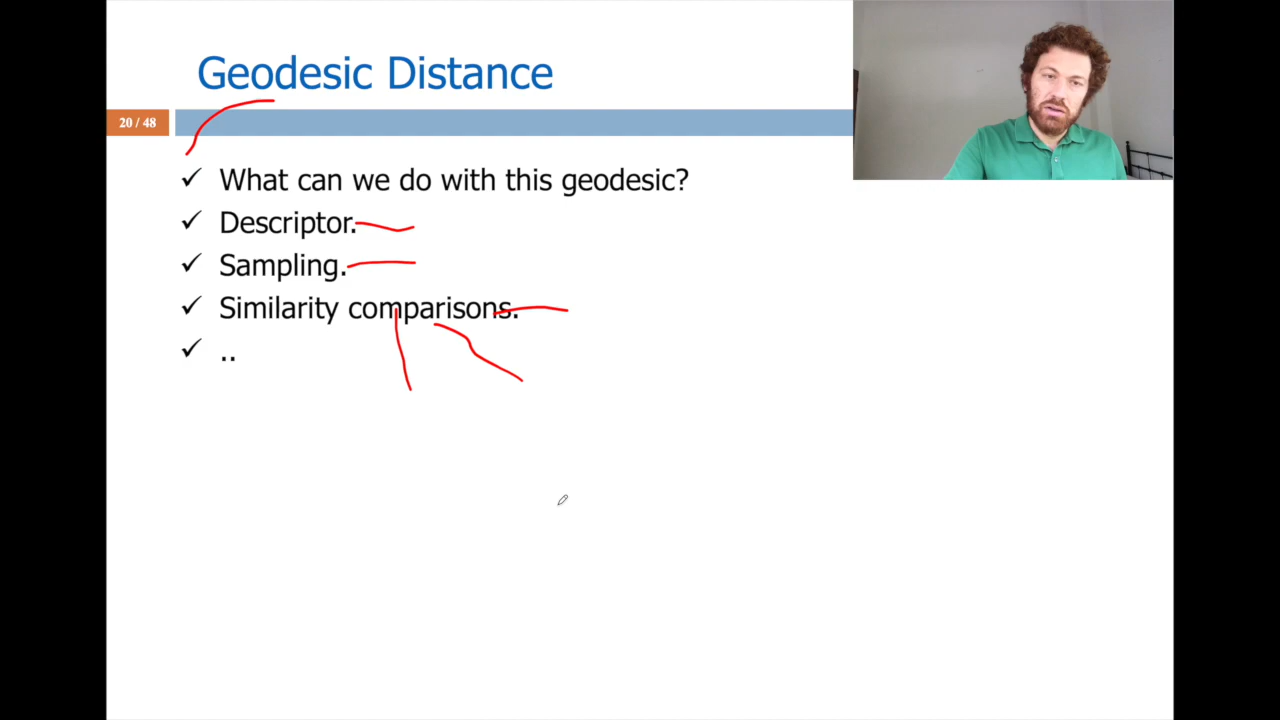 Geodesic Distance
20 / 48
✓ What can we do with this geodesic?
✓ Descriptor.
✓ Sampling.
✓ Similarity comparisons.
✓ ..